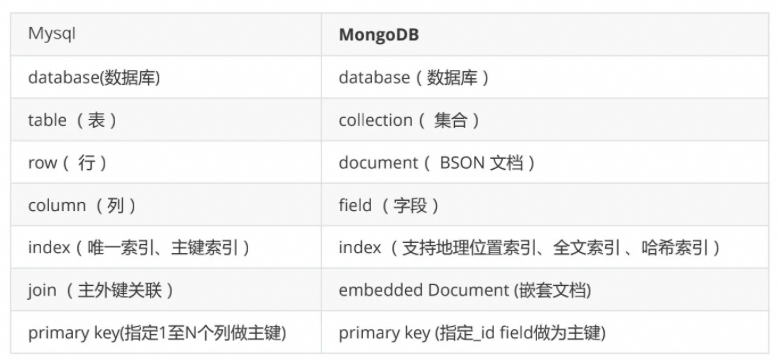 Mysql MongoDB
database(数据库) database（数据库）
table （表） collection（ 集合）
row（ 行） document（ BSON 文档）
column （列） field （字段）
index（唯一索引、主键索引） index （支持地理位置索引、全文索引 、哈希索引）
join （主外键关联） embedded Document (嵌套文档)
primary key(指定1至N个列做主键) primary key (指定_id field做为主键)